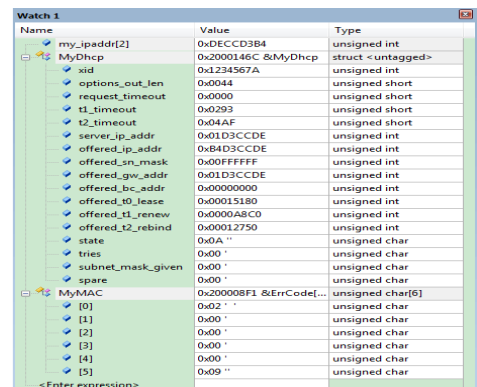 Watch 1
Name Value Type
my_ipaddr[2] 0xDECCD3B4 unsigned int
MyDhcp 0x2000146C &MyDhcp struct <untagged>
xid 0x1234567A unsigned int
options_out_len 0x0044 unsigned short
request_timeout 0x0000 unsigned short
t1_timeout 0x0293 unsigned short
t2_timeout 0x04AF unsigned short
server_ip_addr 0x01D3CCDE unsigned int
offered_ip_addr 0xB4D3CCDE unsigned int
offered_sn_mask 0x00FFFFFF unsigned int
offered_gw_addr 0x01D3CCDE unsigned int
offered_bc_addr 0x00000000 unsigned int
offered_t0_lease 0x00015180 unsigned int
offered_t1_renew 0x0000A8C0 unsigned int
offered_t2_rebind 0x00012750 unsigned int
state 0x0A '' unsigned char
tries 0x00 ' unsigned char
subnet_mask_given 0x00 ' unsigned char
spare 0x00 ' unsigned char
MyMAC 0x200008F1 &ErrCode[... unsigned char[6]
[0] 0x02 ' ' unsigned char
[1] 0x00 ' unsigned char
[2] 0x00 ' unsigned char
[3] 0x00 ' unsigned char
[4] 0x00 ' unsigned char
[5] 0x09 '' unsigned char
<Enter expression>